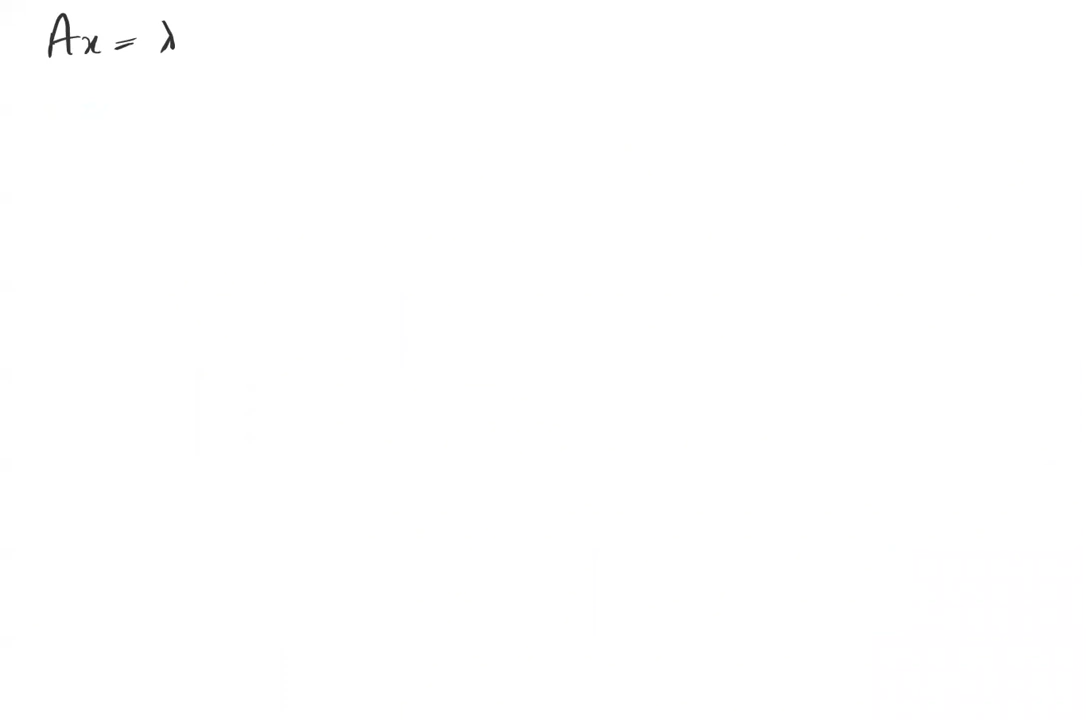 Ax = λ